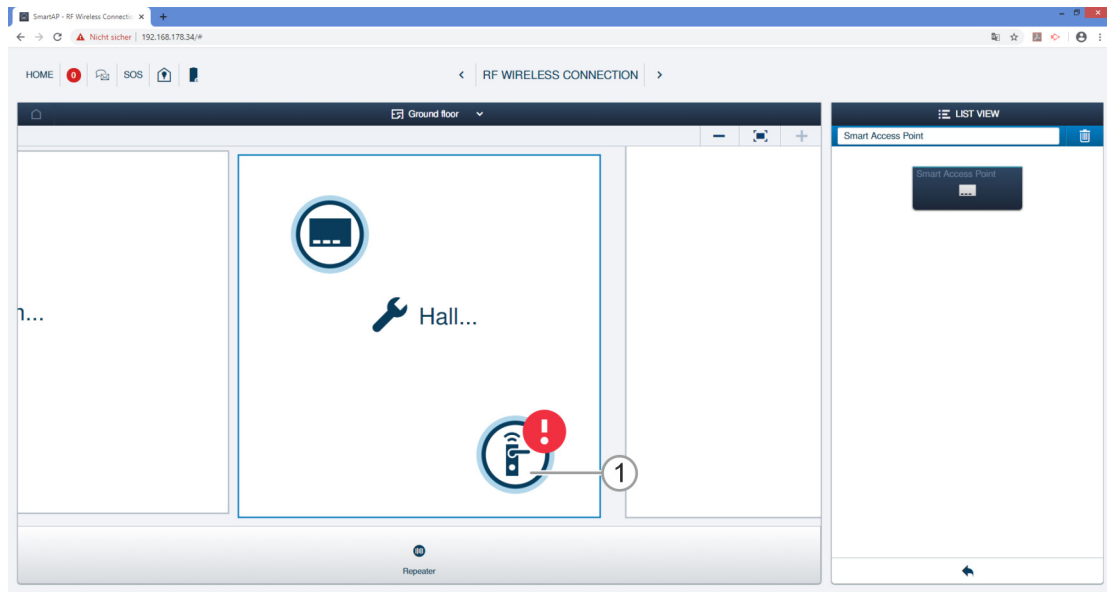 SmartAP - RF Wireless Connectio
Nicht sicher | 192.168.178.34/#
HOME 0 SOS RF WIRELESS CONNECTION
Ground floor
LIST VIEW
Smart Access Point
Smart Access Point
n...
Hall...
1
Repeater